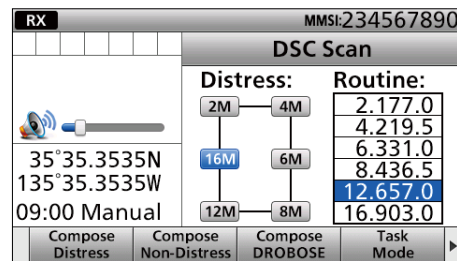 RX
MMSI:234567890
DSC Scan
Distress:
2M
4M
16M
6M
12M
8M
Routine:
2.177.0
4.219.5
6.331.0
8.436.5
12.657.0
16.903.0
35°35.3535N
135°35.3535W
09:00 Manual
Compose Distress
Compose Non-Distress
Compose DROBOSE
Task Mode